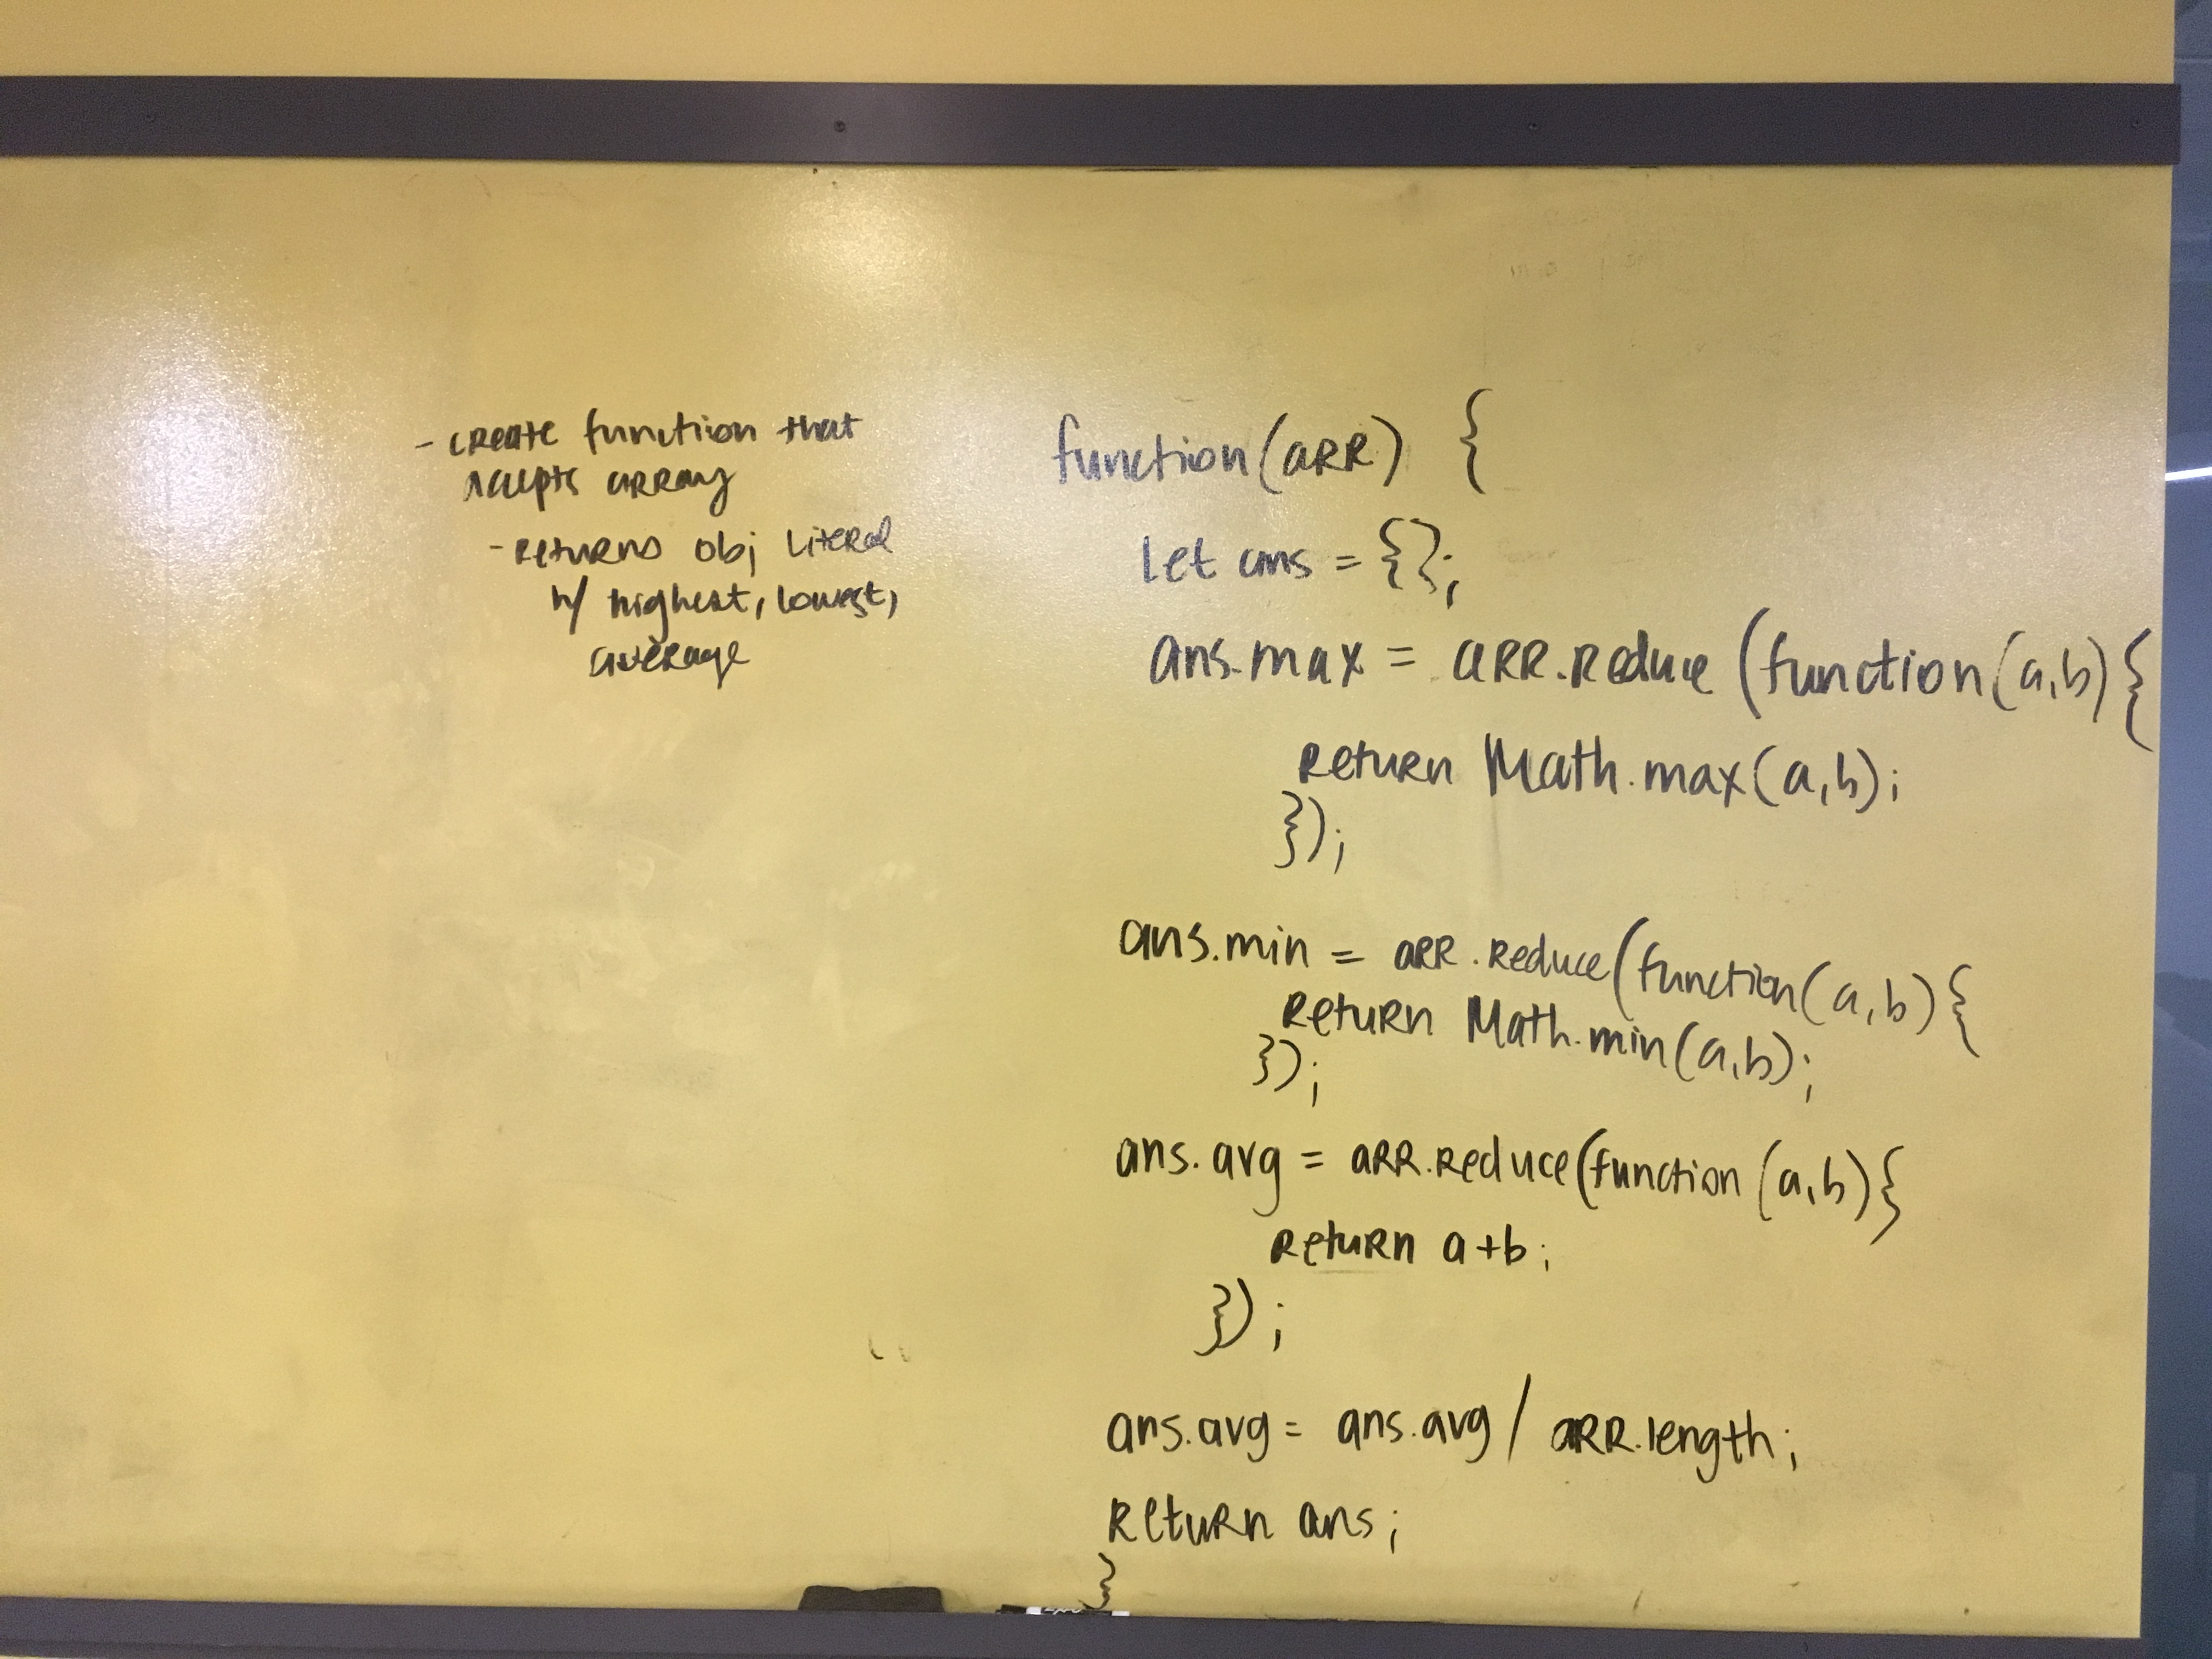 - create function that
accepts array
- returns obj literal
w/ highest, lowest,
average
function(arr) {
let ans = {};
ans.max = arr.reduce(function(a,b){
return Math.max(a,b);
});
ans.min = arr.reduce(function(a,b){
return Math.min(a,b);
});
ans.avg = arr.reduce(function(a,b){
return a+b;
});
ans.avg = ans.avg / arr.length;
return ans;
}